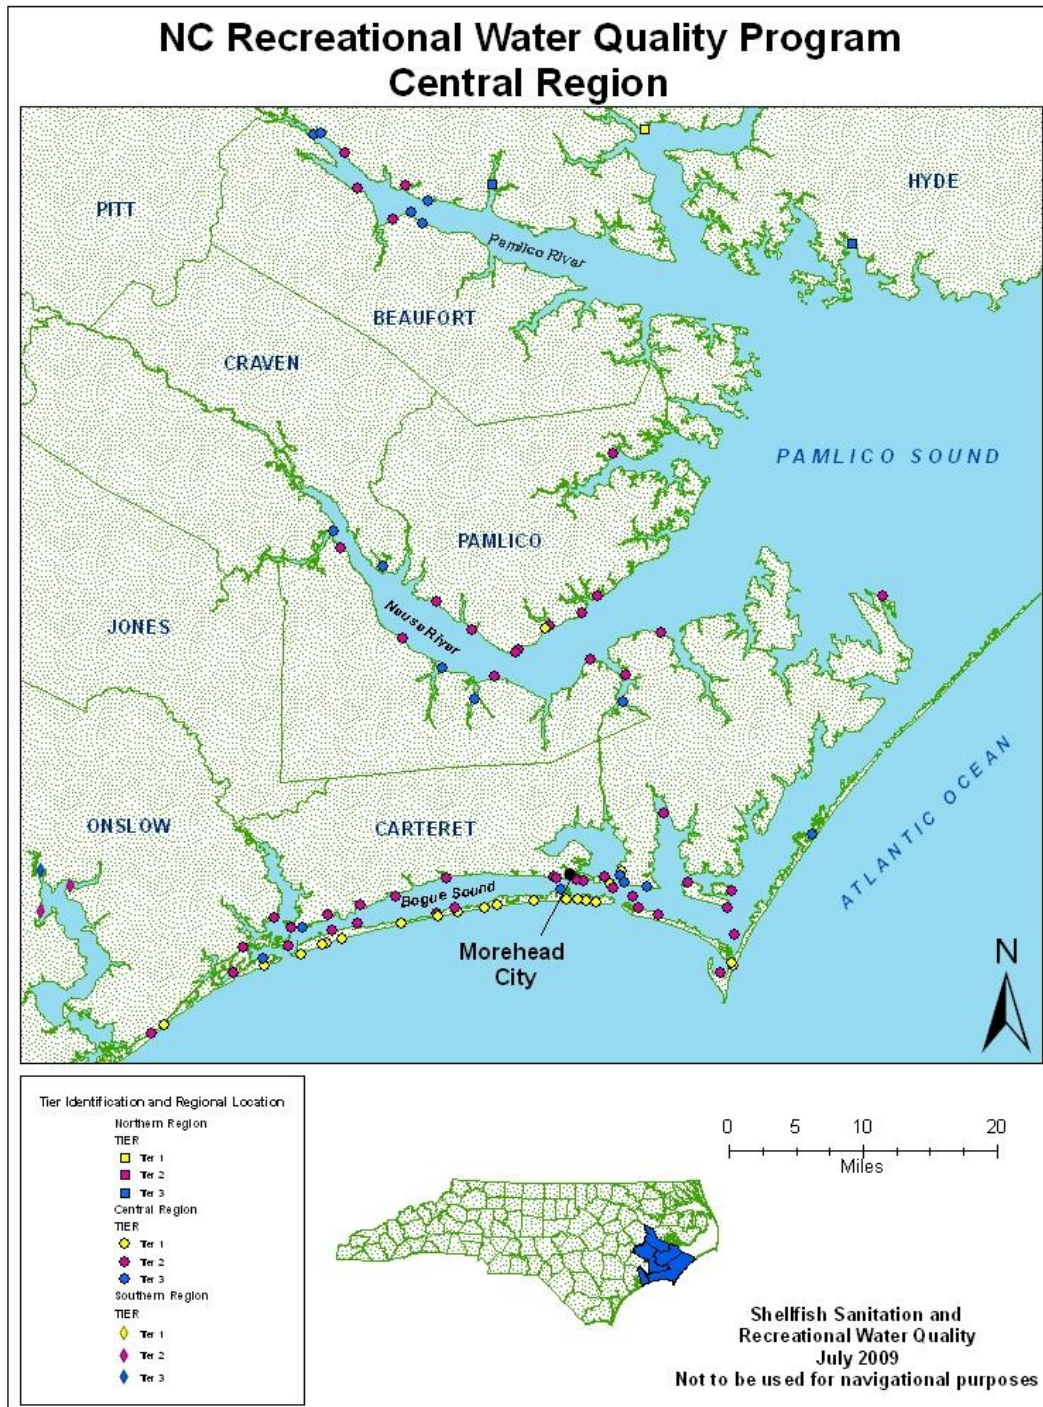 NC Recreational Water Quality Program
Central Region
HYDE
PITT
Pamlico River
BEAUFORT
CRAVEN
PAMLICO SOUND
PAMLICO
Neuse River
JONES
ATLANTIC OCEAN
ONSLOW
CARTERET
Bogue Sound
Morehead
City
N
Tier Identification and Regional Location
Northern Region
TIER
Tier 1
Tier 2
Tier 3
Central Region
TIER
Tier 1
Tier 2
Tier 3
Southern Region
TIER
Tier 1
Tier 2
Tier 3
0 5 10 20
Miles
Shellfish Sanitation and
Recreational Water Quality
July 2009
Not to be used for navigational purposes